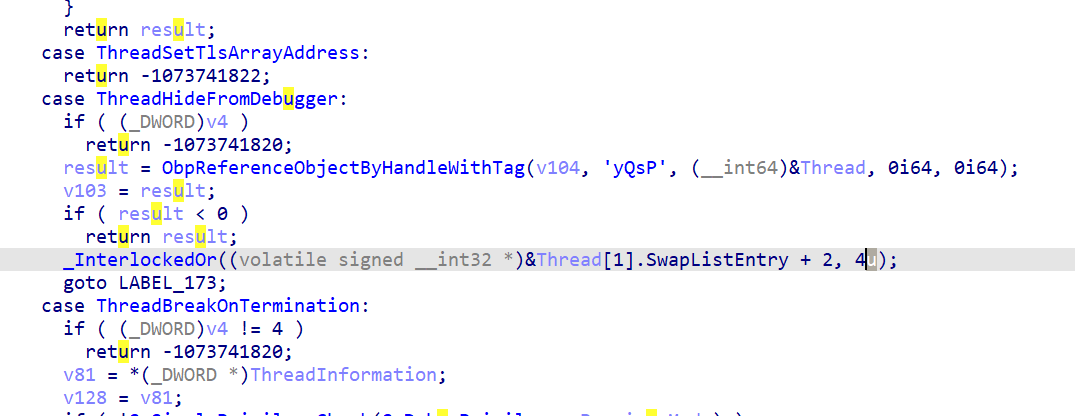 }
return result;
case ThreadSetTlsArrayAddress:
return -1073741822;
case ThreadHideFromDebugger:
if ( (_DWORD)v4 )
return -1073741820;
result = ObpReferenceObjectByHandleWithTag(v104, 'yQsP', (__int64)&Thread, 0i64, 0i64);
v103 = result;
if ( result < 0 )
return result;
_InterlockedOr((volatile signed __int32 *)&Thread[1].SwapListEntry + 2, 4u);
goto LABEL_173;
case ThreadBreakOnTermination:
if ( (_DWORD)v4 != 4 )
return -1073741820;
v81 = *(_DWORD *)ThreadInformation;
v128 = v81;